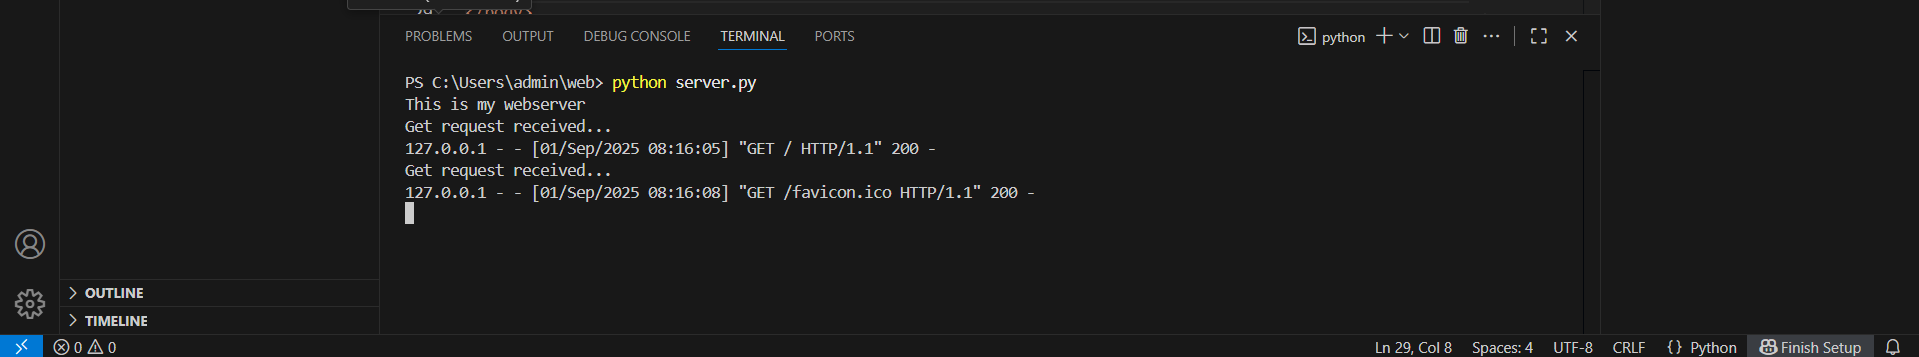 PROBLEMS OUTPUT DEBUG CONSOLE TERMINAL PORTS python
PS C:\Users\admin\web> python server.py
This is my webserver
Get request received...
127.0.0.1 - - [01/Sep/2025 08:16:05] "GET / HTTP/1.1" 200 -
Get request received...
127.0.0.1 - - [01/Sep/2025 08:16:08] "GET /favicon.ico HTTP/1.1" 200 -
OUTLINE
TIMELINE
0 0 Ln 29, Col 8 Spaces: 4 UTF-8 CRLF {} Python Finish Setup